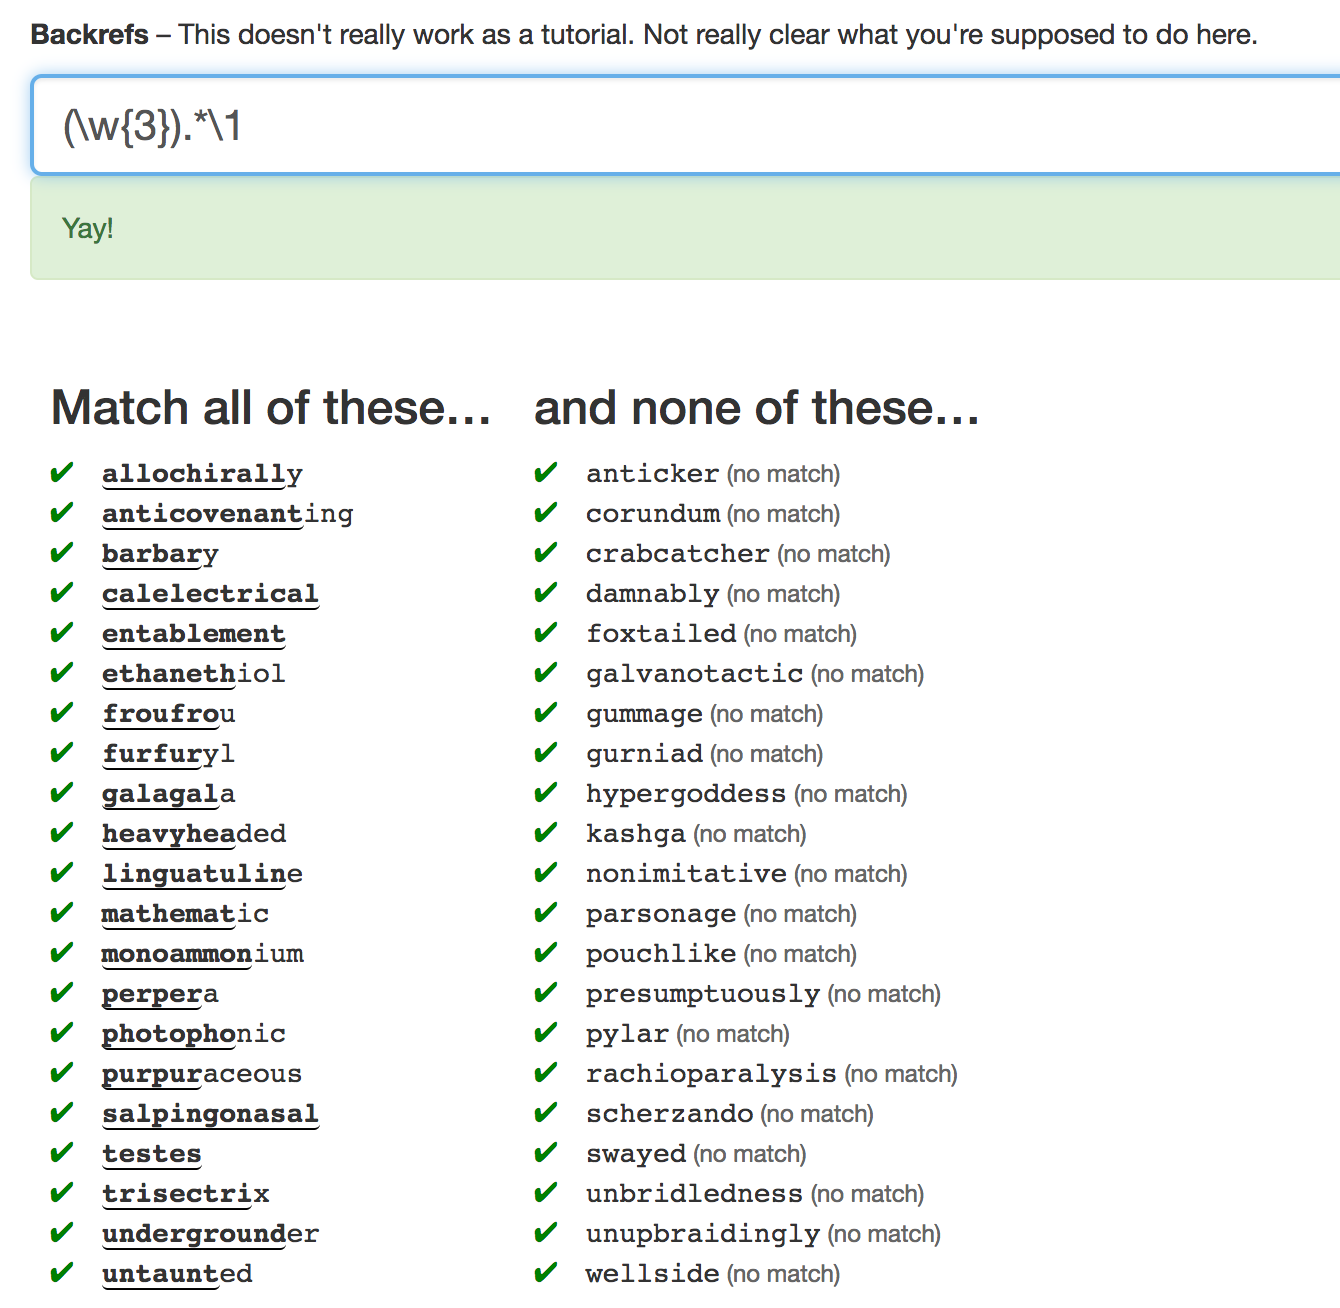 Backrefs – This doesn't really work as a tutorial. Not really clear what you're supposed to do here.
(\w{3}).*\1
Yay!
Match all of these…
✔ allochirally
✔ anticovenanting
✔ barbary
✔ calelectrical
✔ entablement
✔ ethanethiol
✔ froufrou
✔ furfuryl
✔ galagala
✔ heavyheaded
✔ linguatuline
✔ mathematic
✔ monoammonium
✔ perpera
✔ photophonic
✔ purpuraceous
✔ salpingonasal
✔ testes
✔ trisectrix
✔ undergrounder
✔ untaunted
and none of these…
✔ anticker (no match)
✔ corundum (no match)
✔ crabcatcher (no match)
✔ damnably (no match)
✔ foxtailed (no match)
✔ galvanotactic (no match)
✔ gummage (no match)
✔ gurniad (no match)
✔ hypergoddess (no match)
✔ kashga (no match)
✔ nonimitative (no match)
✔ parsonage (no match)
✔ pouchlike (no match)
✔ presumptuously (no match)
✔ pylar (no match)
✔ rachioparalysis (no match)
✔ scherzando (no match)
✔ swayed (no match)
✔ unbridledness (no match)
✔ unupbraidingly (no match)
✔ wellside (no match)